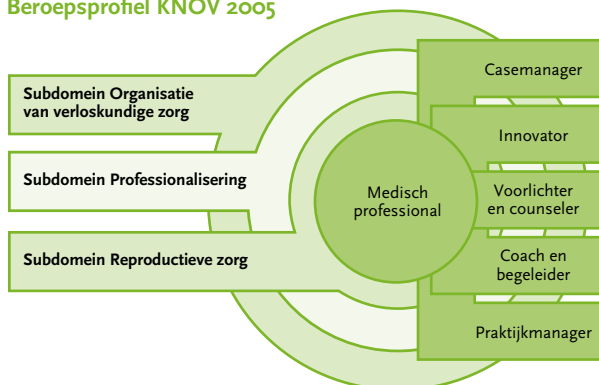 Beroepsprofiel KNOV 2005
Subdomein Organisatie
van verloskundige zorg
Subdomein Professionalisering
Subdomein Reproductieve zorg
Medisch
professional
Casemanager
Innovator
Voorlichter
en counseler
Coach en
begeleider
Praktijkmanager